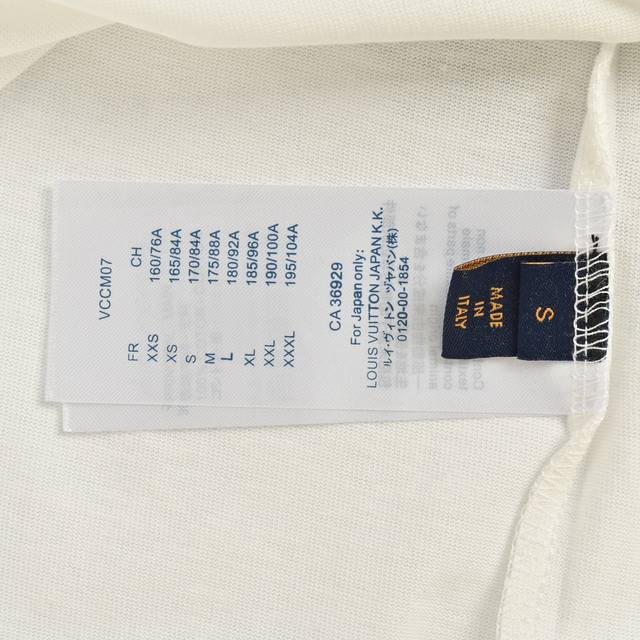 VCCM07
FR CH
XXS 160/76A
XS 165/84A
S 170/84A
M 175/88A
L 180/92A
XL 185/96A
XXL 190/100A
XXXL 195/104A
CA 36929
For Japan only:
LOUIS VUITTON JAPAN K.K.
ルイ・ヴィトン ジャパン(株)
0120-00-1854
MADE
IN
ITALY
S